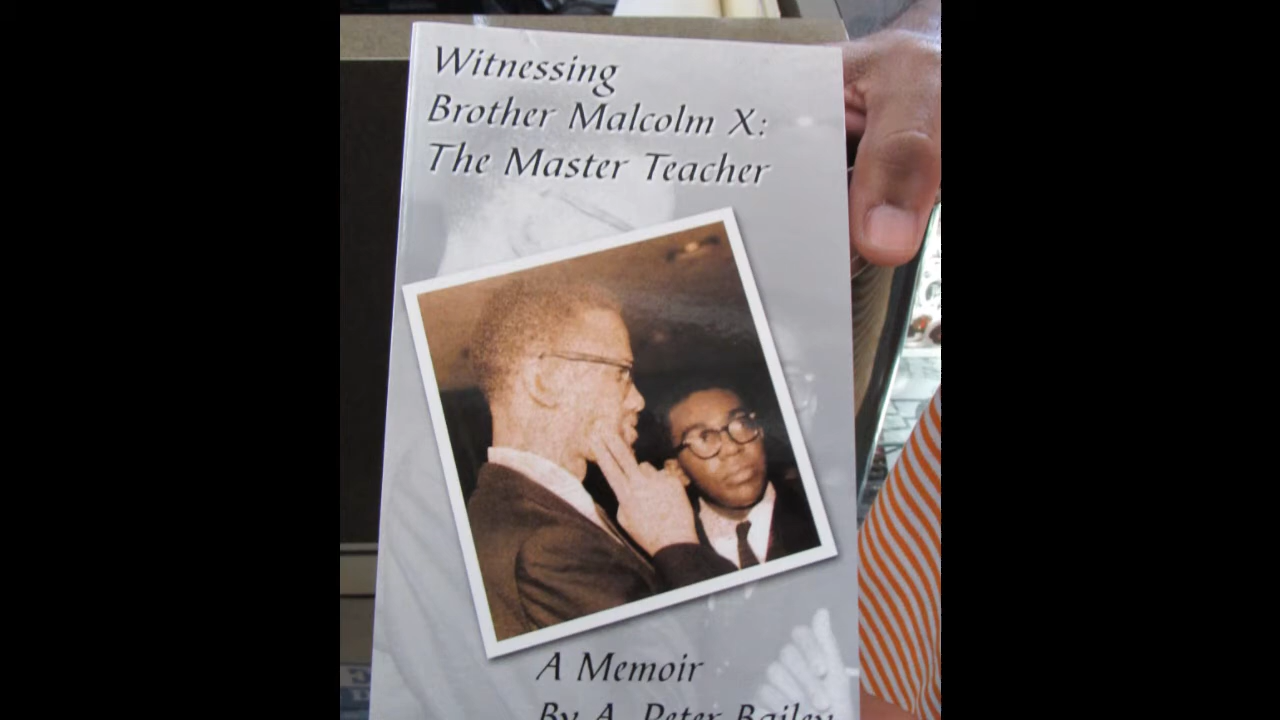 Witnessing
Brother Malcolm X:
The Master Teacher
A Memoir
By A. Peter Bailey